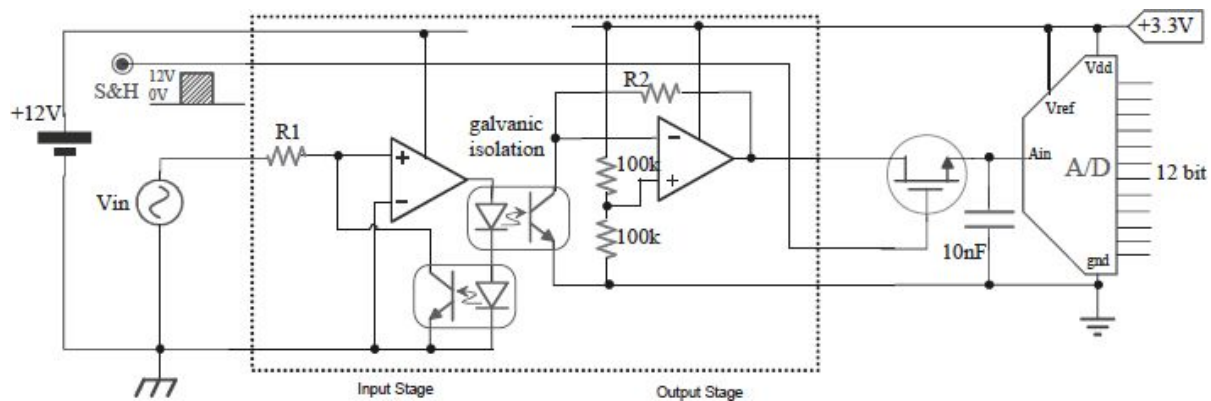 +3.3V
S&H
12V
0V
+12V
R1
galvanic
isolation
R2
Vdd
Vref
Ain
A/D
12 bit
Vin
100k
100k
10nF
gnd
+
-
-
+
Input Stage
Output Stage